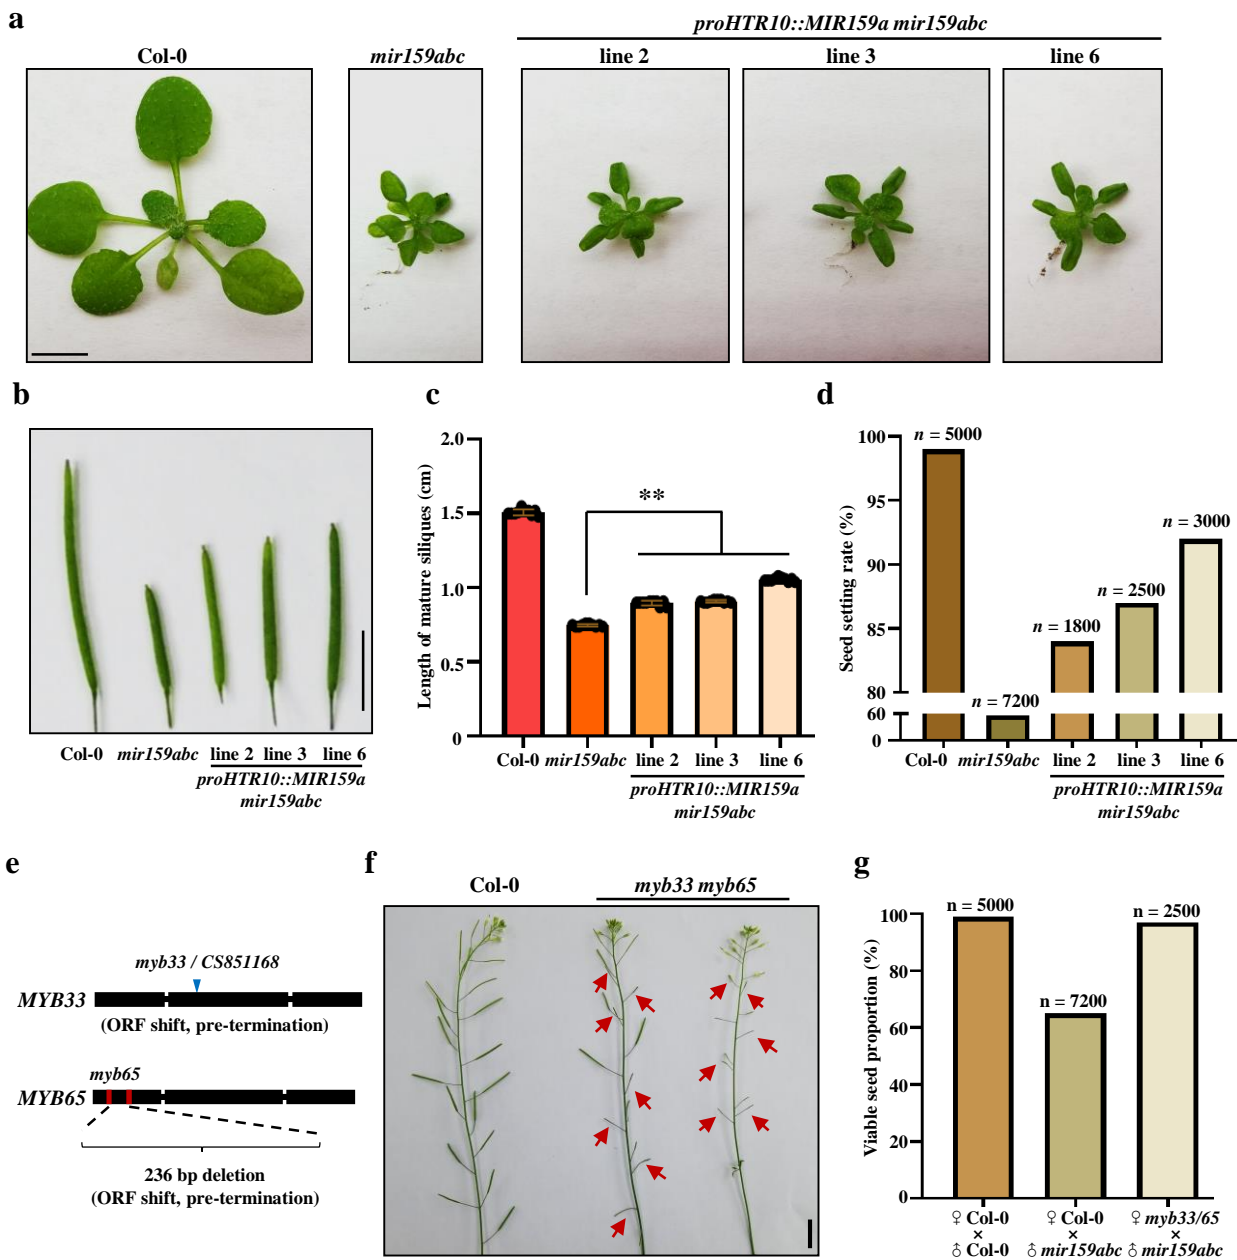 a
proHTR10::MIR159a mir159abc
Col-0 mir159abc line 2 line 3 line 6
b
Col-0 mir159abc line 2 line 3 line 6
proHTR10::MIR159a
mir159abc
c
Length of mature siliques (cm)
2.0
1.5
1.0
0.5
0
**
Col-0 mir159abc line 2 line 3 line 6
proHTR10::MIR159a
mir159abc
d
Seed setting rate (%)
100
95
90
85
80
60
0
n = 5000
n = 7200
n = 1800
n = 2500
n = 3000
Col-0 mir159abc line 2 line 3 line 6
proHTR10::MIR159a
mir159abc
e
myb33 / CS851168
MYB33
(ORF shift, pre-termination)
myb65
MYB65
236 bp deletion
(ORF shift, pre-termination)
f
Col-0 myb33 myb65
g
Viable seed proportion (%)
100
80
60
40
20
0
n = 5000
n = 7200
n = 2500
♀ Col-0 ♀ Col-0 ♀ myb33/65
× × ×
♂ Col-0 ♂ mir159abc ♂ mir159abc